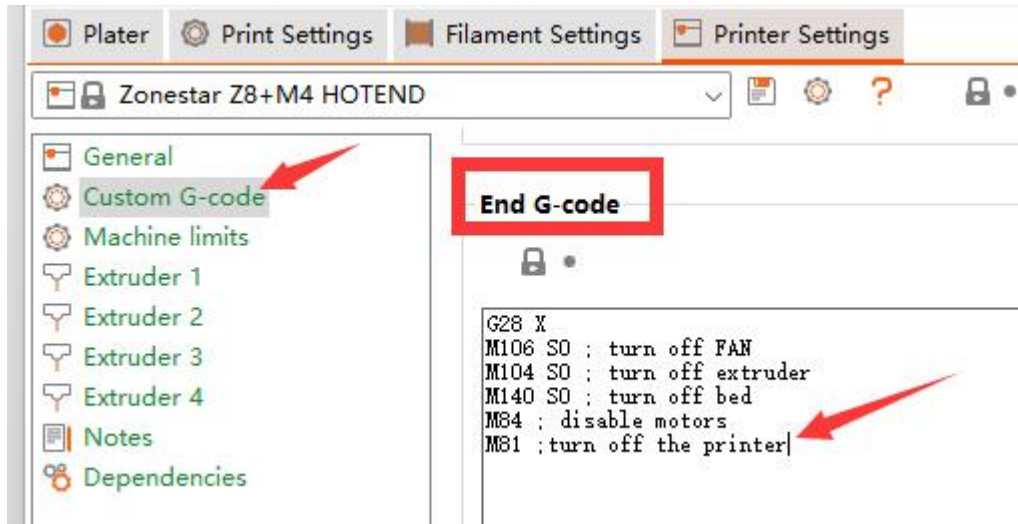 Plater Print Settings Filament Settings Printer Settings
Zonestar Z8+M4 HOTEND ?
General
Custom G-code
Machine limits
Extruder 1
Extruder 2
Extruder 3
Extruder 4
Notes
Dependencies
End G-code
G28 X
M106 S0 ; turn off FAN
M104 S0 ; turn off extruder
M140 S0 ; turn off bed
M84 ; disable motors
M81 ;turn off the printer